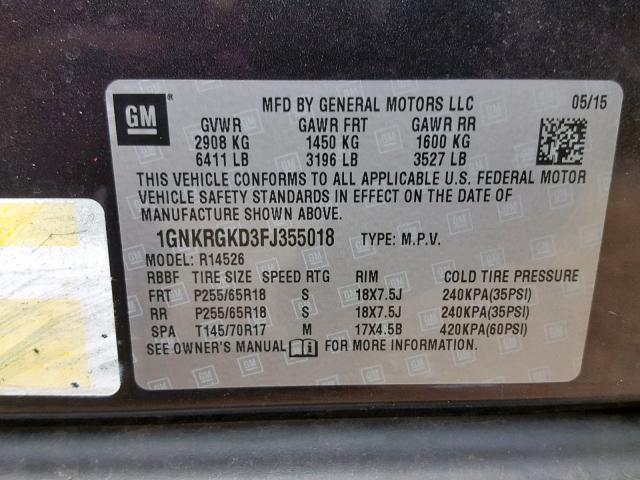 GM ®
MFD BY GENERAL MOTORS LLC 05/15
GVWR GAWR FRT GAWR RR
2908 KG 1450 KG 1600 KG
6411 LB 3196 LB 3527 LB
THIS VEHICLE CONFORMS TO ALL APPLICABLE U.S. FEDERAL MOTOR
VEHICLE SAFETY STANDARDS IN EFFECT ON THE DATE OF
MANUFACTURE SHOWN ABOVE.
1GNKRGKD3FJ355018 TYPE: M.P.V.
MODEL: R14526
RBBF TIRE SIZE SPEED RTG RIM COLD TIRE PRESSURE
FRT P255/65R18 S 18X7.5J 240KPA(35PSI)
RR P255/65R18 S 18X7.5J 240KPA(35PSI)
SPA T145/70R17 M 17X4.5B 420KPA(60PSI)
SEE OWNER'S MANUAL FOR MORE INFORMATION.